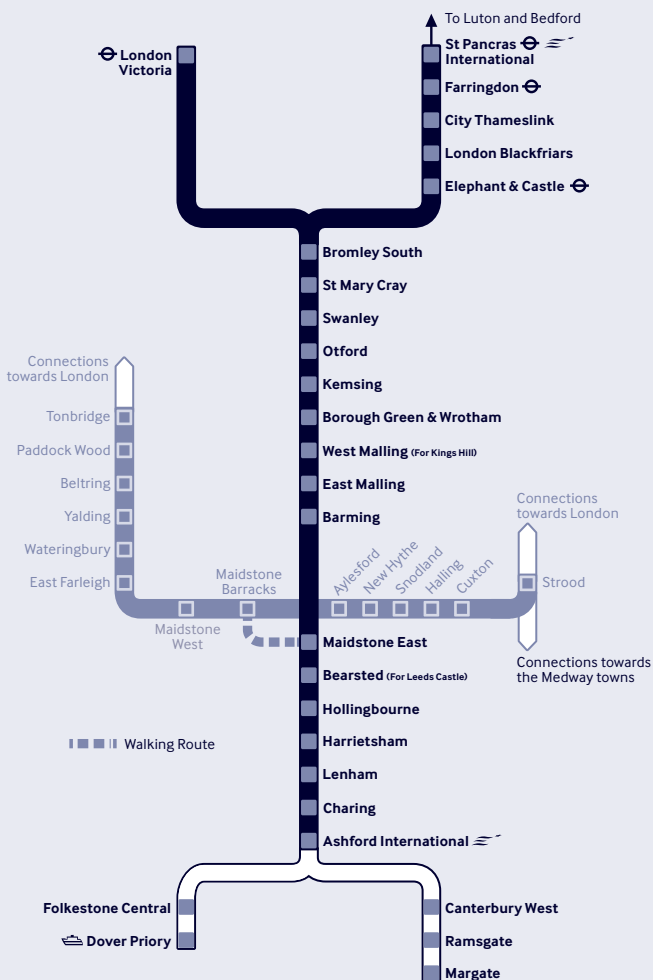 To Luton and Bedford
St Pancras
International
London
Victoria
Farringdon
City Thameslink
London Blackfriars
Elephant & Castle
Bromley South
St Mary Cray
Swanley
Otford
Kemsing
Borough Green & Wrotham
West Malling (For Kings Hill)
East Malling
Barming
Connections
towards London
Tonbridge
Paddock Wood
Beltring
Yalding
Wateringbury
East Farleigh
Maidstone
West
Maidstone
Barracks
Aylesford
New Hythe
Snodland
Halling
Cuxton
Connections
towards London
Strood
Connections towards
the Medway towns
Maidstone East
Bearsted (For Leeds Castle)
Hollingbourne
Harrietsham
Walking Route
Lenham
Charing
Ashford International
Folkestone Central
Dover Priory
Canterbury West
Ramsgate
Margate